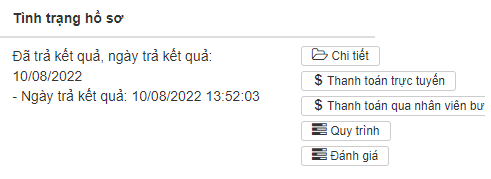 Tình trạng hồ sơ
Đã trả kết quả, ngày trả kết quả:
10/08/2022
- Ngày trả kết quả: 10/08/2022 13:52:03
Chi tiết
$ Thanh toán trực tuyến
$ Thanh toán qua nhân viên bư
Quy trình
Đánh giá